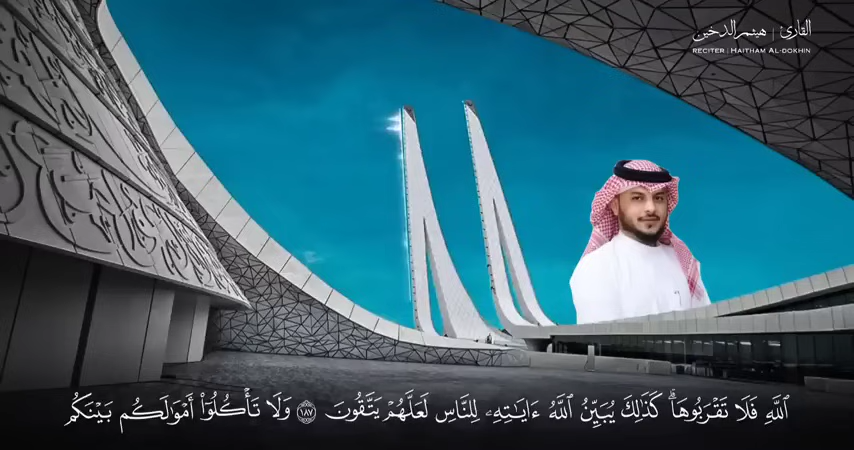 القارئ | هيثم الدخين
RECITER | HAITHAM AL-DOKHIN
ٱللَّهِ فَلَا تَقْرَبُوهَاۗ كَذَٰلِكَ يُبَيِّنُ ٱللَّهُ ءَايَٰتِهِۦ لِلنَّاسِ لَعَلَّهُمْ يَتَّقُونَ ١٨٧ وَلَا تَأْكُلُوٓاْ أَمْوَٰلَكُم بَيْنَكُم